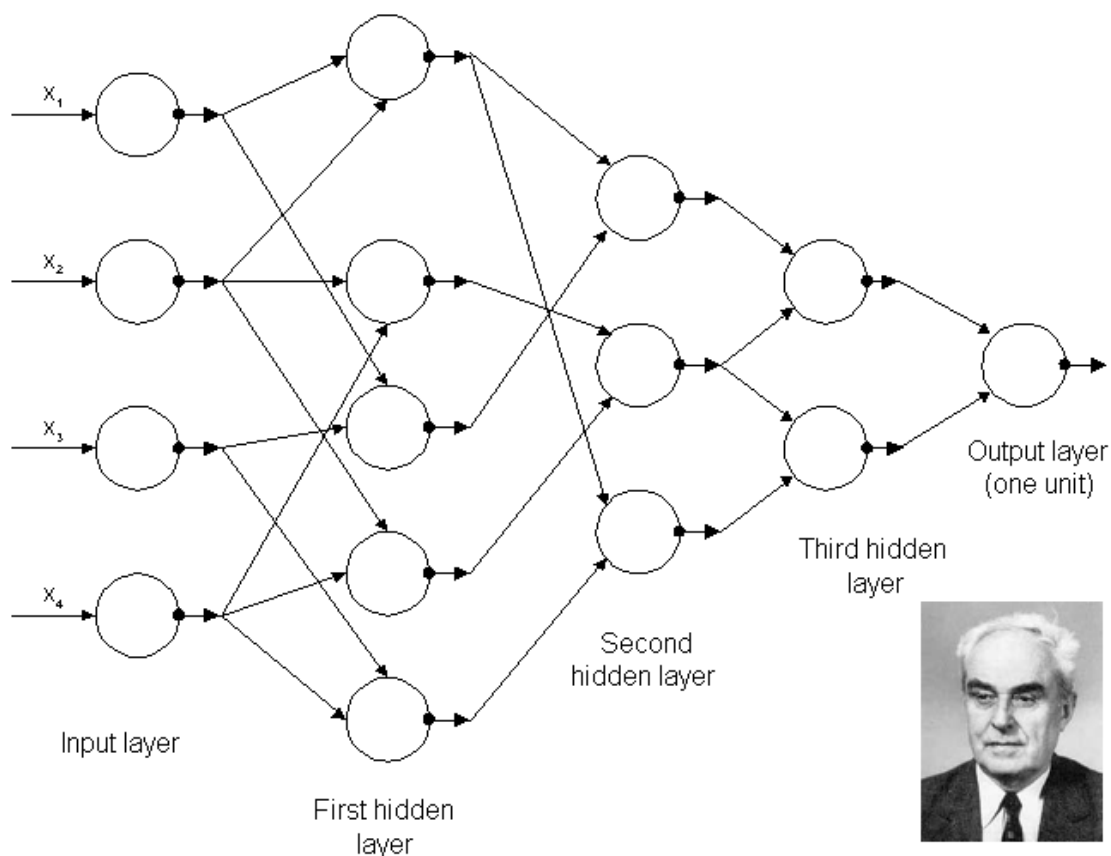 X₁
X₂
X₃
X₄
Input layer
First hidden
layer
Second
hidden layer
Third hidden
layer
Output layer
(one unit)